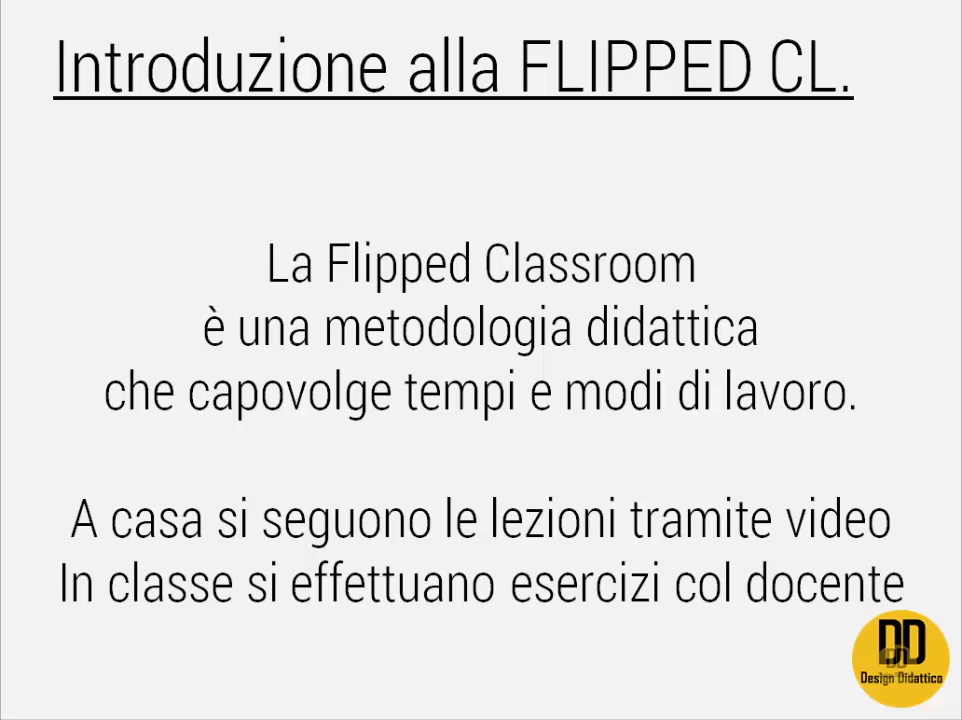 Introduzione alla FLIPPED CL.
La Flipped Classroom
è una metodologia didattica
che capovolge tempi e modi di lavoro.
A casa si seguono le lezioni tramite video
In classe si effettuano esercizi col docente
DD
Design Didattico